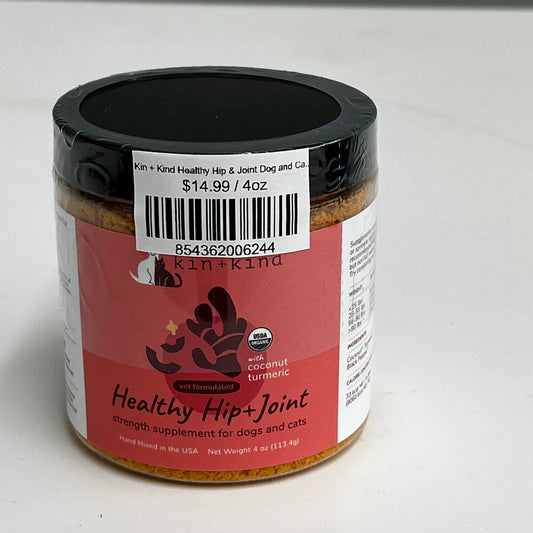 Kin + Kind Healthy Hip & Joint Dog and Ca...
$14.99 / 4oz
854362006244
kin+kind
USDA
ORGANIC
with
coconut
turmeric
vet formulated
Healthy Hip+Joint
strength supplement for dogs and cats
Hand Mixed in the USA Net Weight 4 oz (113.4g)